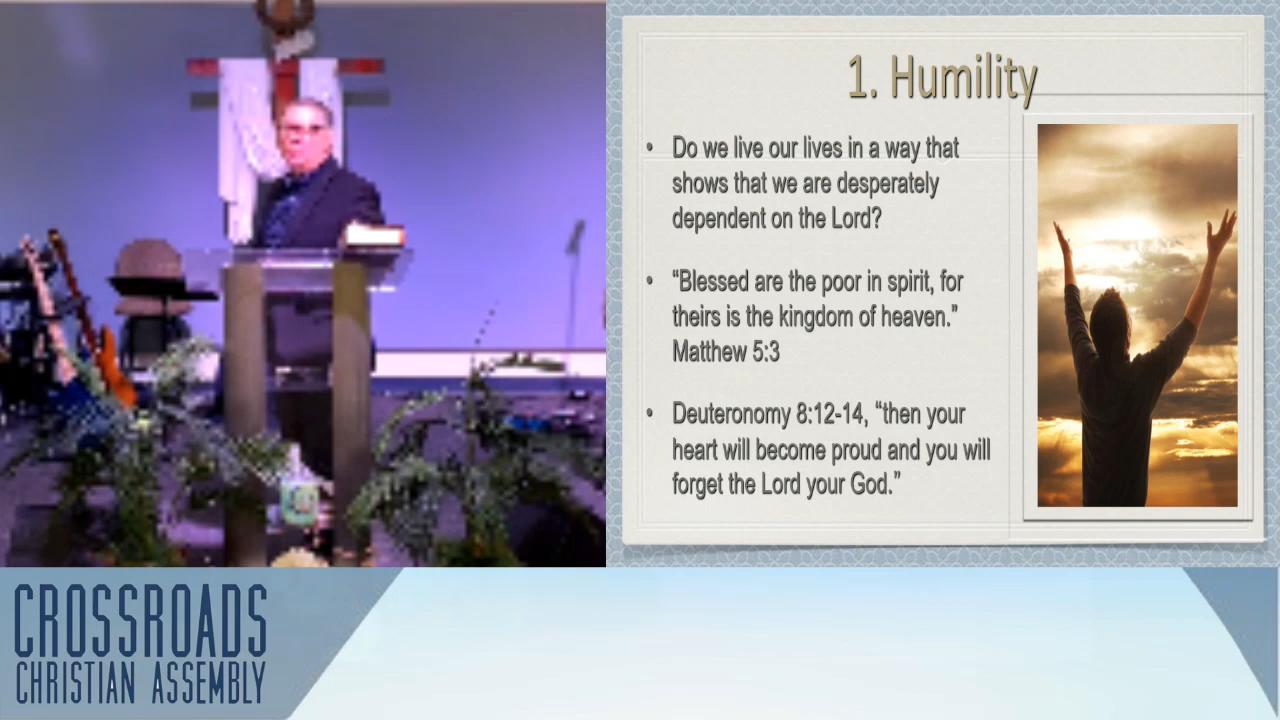 1. Humility
• Do we live our lives in a way that
shows that we are desperately
dependent on the Lord?
• “Blessed are the poor in spirit, for
theirs is the kingdom of heaven.”
Matthew 5:3
• Deuteronomy 8:12-14, “then your
heart will become proud and you will
forget the Lord your God.”
CROSSROADS
CHRISTIAN ASSEMBLY